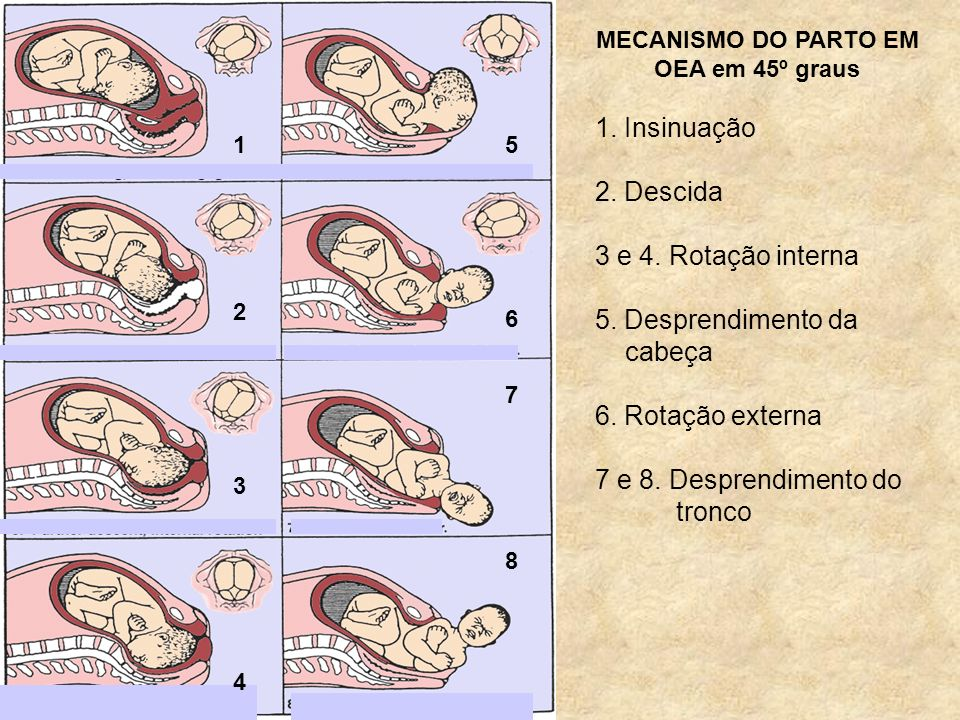 MECANISMO DO PARTO EM
OEA em 45º graus
1. Insinuação
2. Descida
3 e 4. Rotação interna
5. Desprendimento da
cabeça
6. Rotação externa
7 e 8. Desprendimento do
tronco
1
2
3
4
5
6
7
8